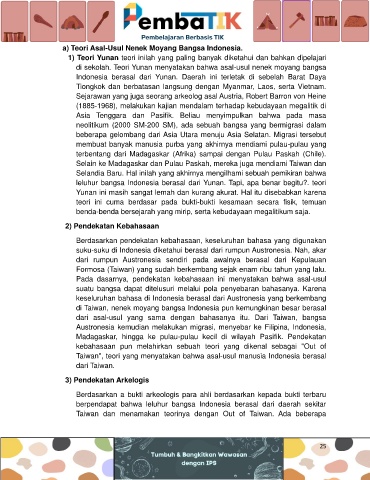 PembaTIK
Pembelajaran Berbasis TIK
a) Teori Asal-Usul Nenek Moyang Bangsa Indonesia.
1) Teori Yunan teori inilah yang paling banyak diketahui dan bahkan dipelajari
di sekolah. Teori Yunan menyatakan bahwa asal-usul nenek moyang bangsa
Indonesia berasal dari Yunan. Daerah ini terletak di sebelah Barat Daya
Tiongkok dan berbatasan langsung dengan Myanmar, Laos, serta Vietnam.
Sejarawan yang juga seorang arkeolog asal Austria, Robert Barron von Heine
(1885-1968), melakukan kajian mendalam terhadap kebudayaan megalitik di
Asia Tenggara dan Pasifik. Beliau menyimpulkan bahwa pada masa
neolitikum (2000 SM-200 SM), ada sebuah bangsa yang bermigrasi dalam
beberapa gelombang dari Asia Utara menuju Asia Selatan. Migrasi tersebut
membuat banyak manusia purba yang akhirnya mendiami pulau-pulau yang
terbentang dari Madagaskar (Afrika) sampai dengan Pulau Paskah (Chile).
Selain ke Madagaskar dan Pulau Paskah, mereka juga mendiami Taiwan dan
Selandia Baru. Hal inilah yang akhirnya mengilhami sebuah pemikiran bahwa
leluhur bangsa Indonesia berasal dari Yunan. Tapi, apa benar begitu?. teori
Yunan ini masih sangat lemah dan kurang akurat. Hal itu disebabkan karena
teori ini cuma berdasar pada bukti-bukti kesamaan secara fisik, temuan
benda-benda bersejarah yang mirip, serta kebudayaan megalitikum saja.
2) Pendekatan Kebahasaan
Berdasarkan pendekatan kebahasaan, keseluruhan bahasa yang digunakan
suku-suku di Indonesia diketahui berasal dari rumpun Austronesia. Nah, akar
dari rumpun Austronesia sendiri pada awalnya berasal dari Kepulauan
Formosa (Taiwan) yang sudah berkembang sejak enam ribu tahun yang lalu.
Pada dasarnya, pendekatan kebahasaan ini menyatakan bahwa asal-usul
suatu bangsa dapat ditelusuri melalui pola penyebaran bahasanya. Karena
keseluruhan bahasa di Indonesia berasal dari Austronesia yang berkembang
di Taiwan, nenek moyang bangsa Indonesia pun kemungkinan besar berasal
dari asal-usul yang sama dengan bahasanya itu. Dari Taiwan, bangsa
Austronesia kemudian melakukan migrasi, menyebar ke Filipina, Indonesia,
Madagaskar, hingga ke pulau-pulau kecil di wilayah Pasifik. Pendekatan
kebahasaan pun melahirkan sebuah teori yang dikenal sebagai "Out of
Taiwan", teori yang menyatakan bahwa asal-usul manusia Indonesia berasal
dari Taiwan.
3) Pendekatan Arkelogis
Berdasarkan a bukti arkeologis para ahli berdasarkan kepada bukti terbaru
berpendapat bahwa leluhur bangsa Indonesia berasal dari daerah sekitar
Taiwan dan menamakan teorinya dengan Out of Taiwan. Ada beberapa
25
Tumbuh & Bangkitkan Wawasan
dengan IPS